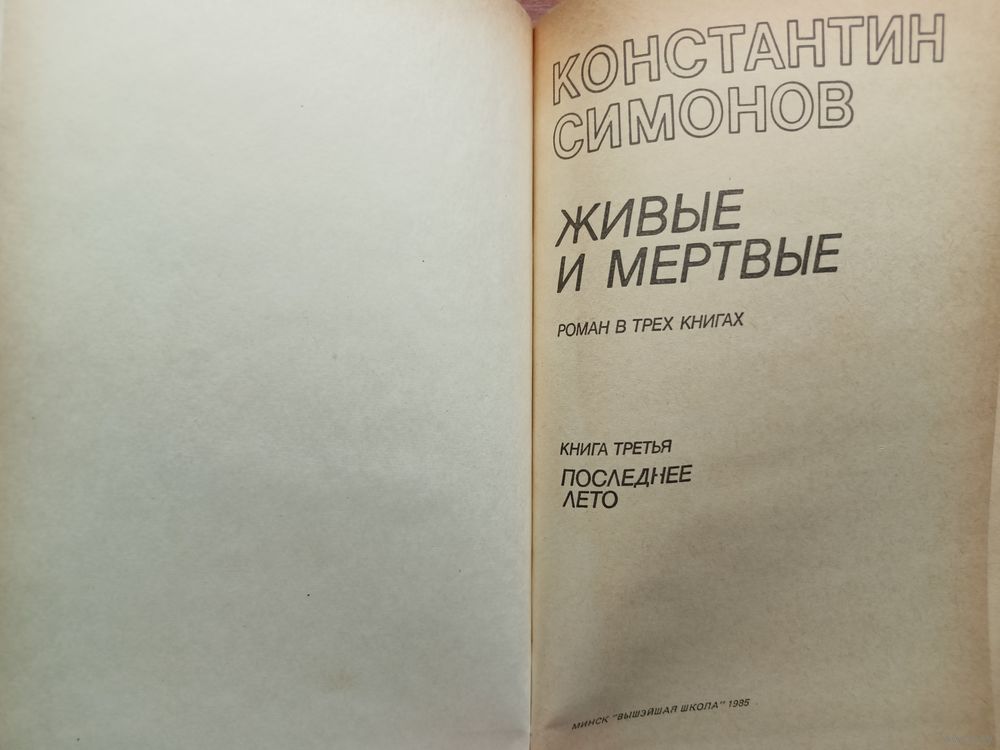 КОНСТАНТИН
СИМОНОВ
ЖИВЫЕ
И МЕРТВЫЕ
РОМАН В ТРЕХ КНИГАХ
КНИГА ТРЕТЬЯ
ПОСЛЕДНЕЕ
ЛЕТО
МИНСК "ВЫШЭЙШАЯ ШКОЛА" 1985